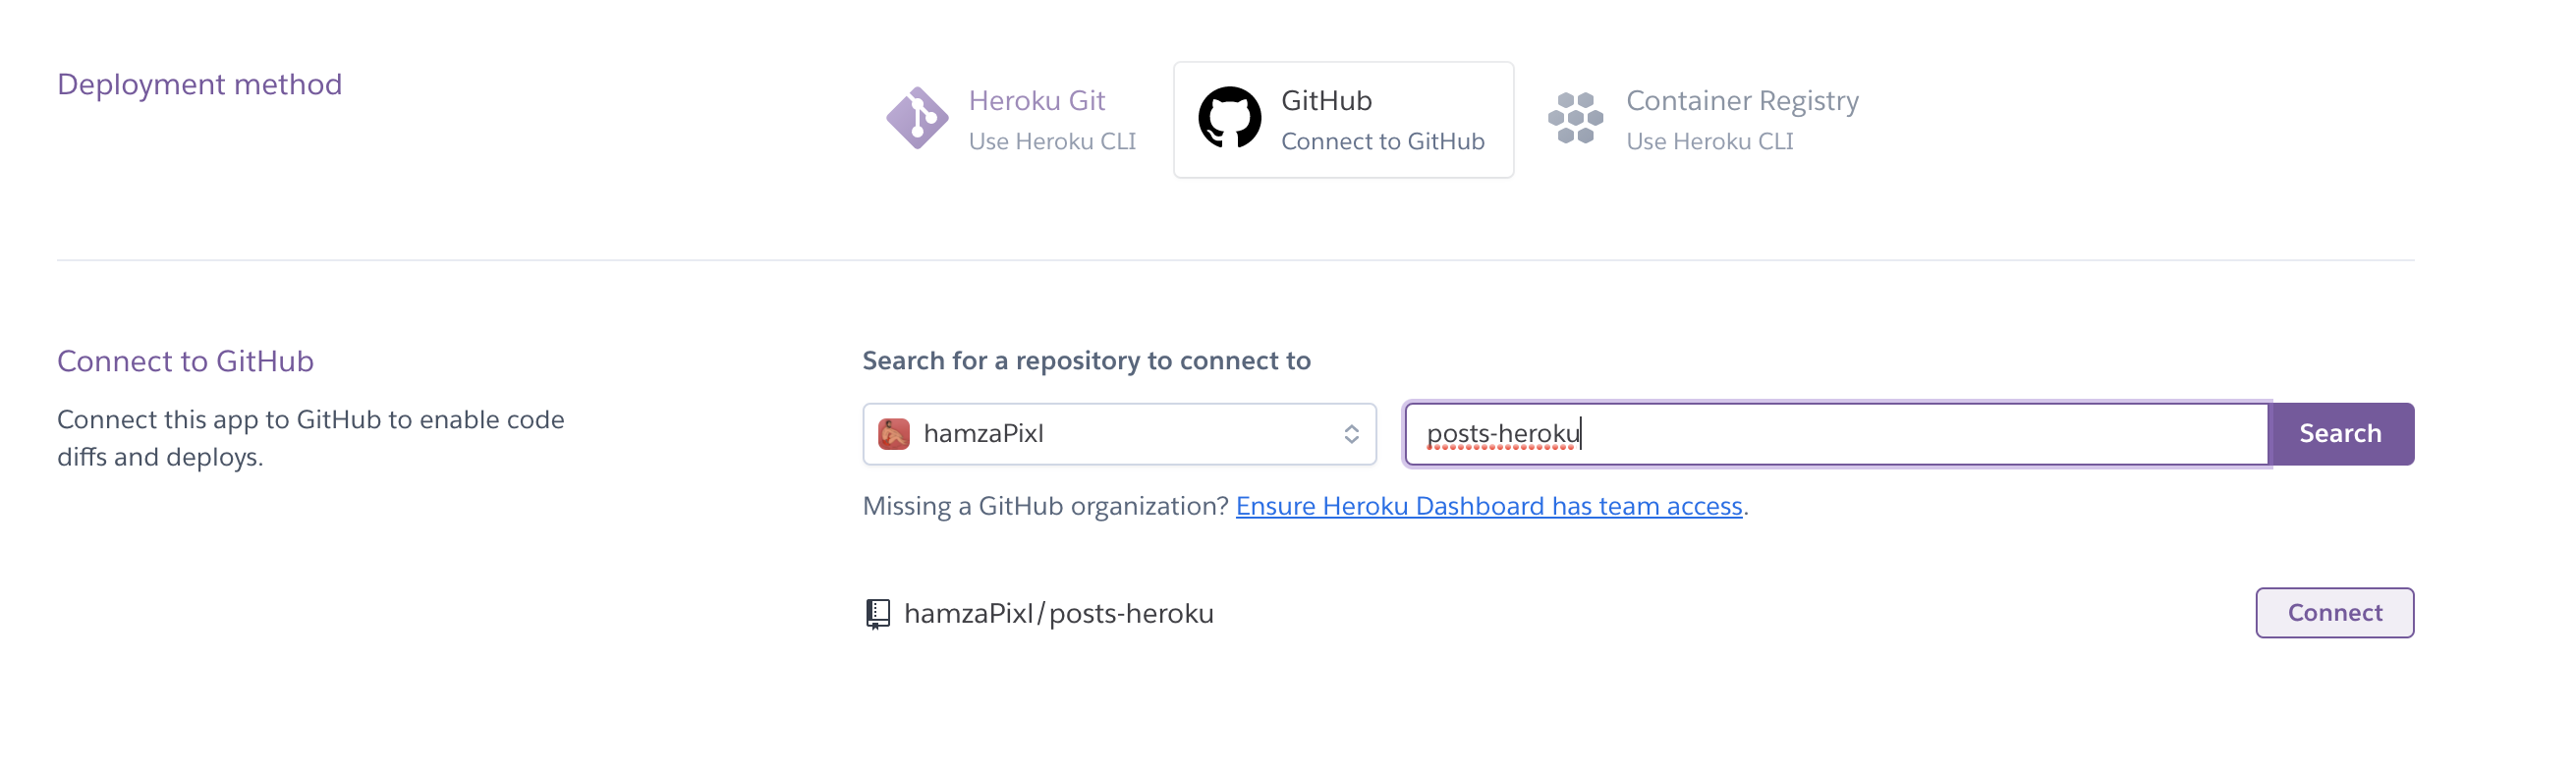 Deployment method
Heroku Git
Use Heroku CLI
GitHub
Connect to GitHub
Container Registry
Use Heroku CLI
Connect to GitHub
Connect this app to GitHub to enable code
diffs and deploys.
Search for a repository to connect to
hamzaPixl
posts-heroku
Search
Missing a GitHub organization? Ensure Heroku Dashboard has team access.
hamzaPixl/posts-heroku
Connect